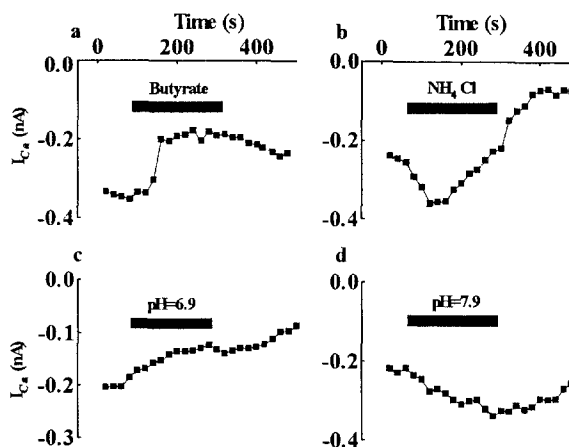 Time (s) Time (s)
a b
0 200 400 0 200 400
0.0 0.0
Butyrate NH4 Cl
-0.2 -0.2
-0.4 -0.4
I Ca (nA)
c d
0.0 0.0
pH=6.9 pH=7.9
-0.1 -0.2
-0.2
-0.3 -0.4
I Ca (nA)